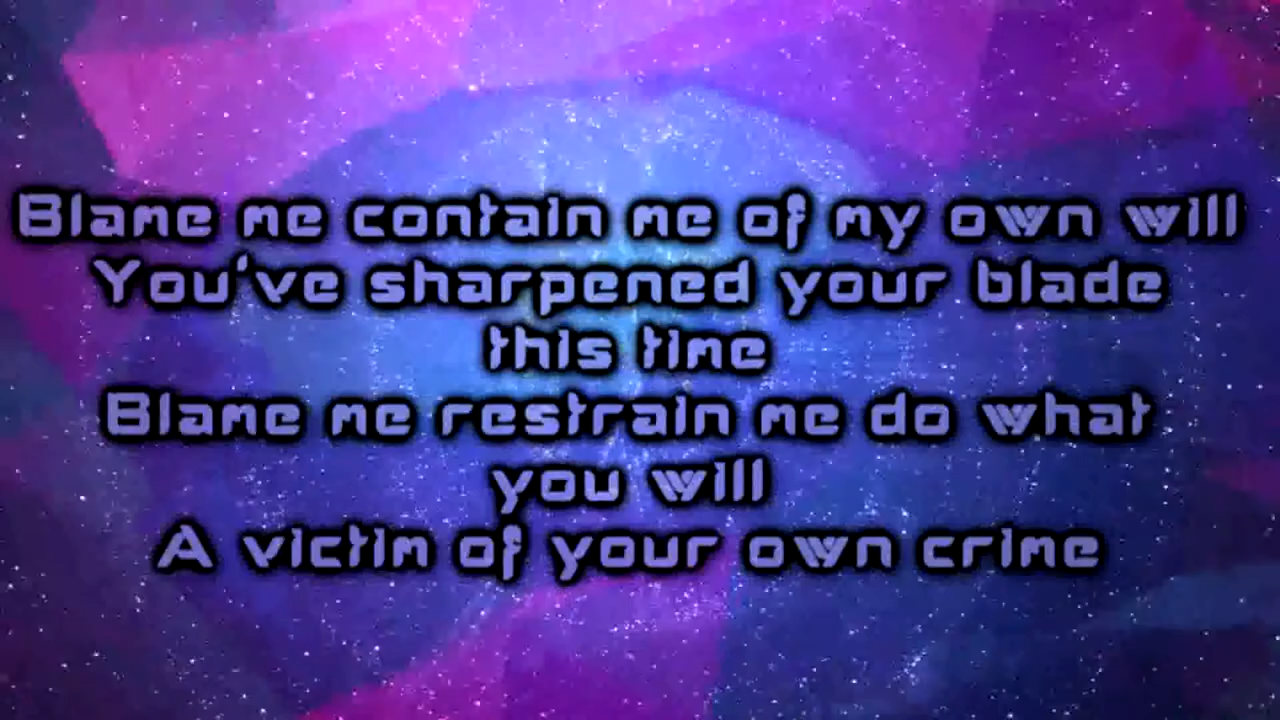 Blame me contain me of my own will
You've sharpened your blade
this time
Blame me restrain me do what
you will
A victim of your own crime